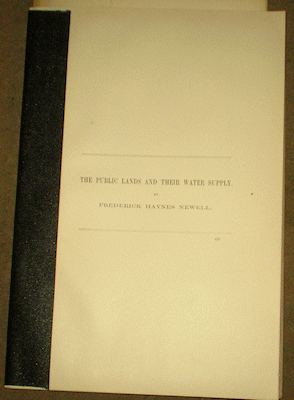 THE PUBLIC LANDS AND THEIR WATER SUPPLY.
BY
FREDERICK HAYNES NEWELL.